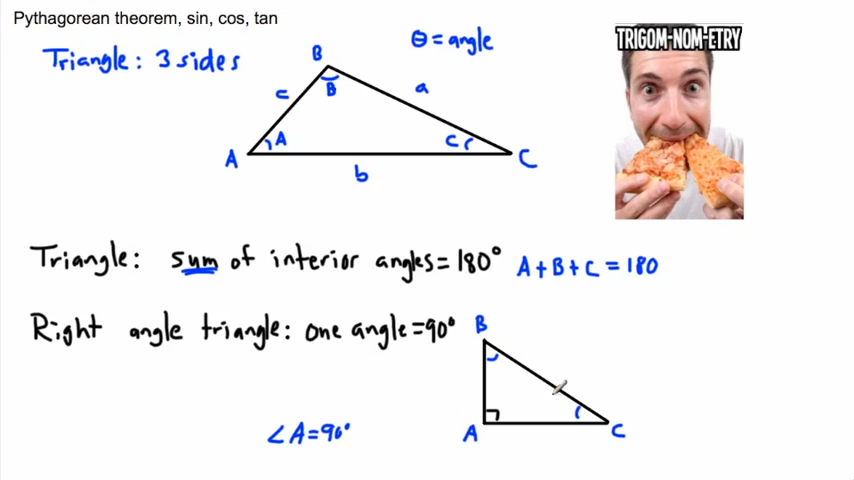 Pythagorean theorem, sin, cos, tan
Triangle: 3 sides
θ = angle
TRIGOM-NOM-ETRY
B
c
B
a
A
A
C
C
b
Triangle: sum of interior angles = 180° A + B + C = 180
Right angle triangle: one angle = 90°
B
∠A = 90°
A
C